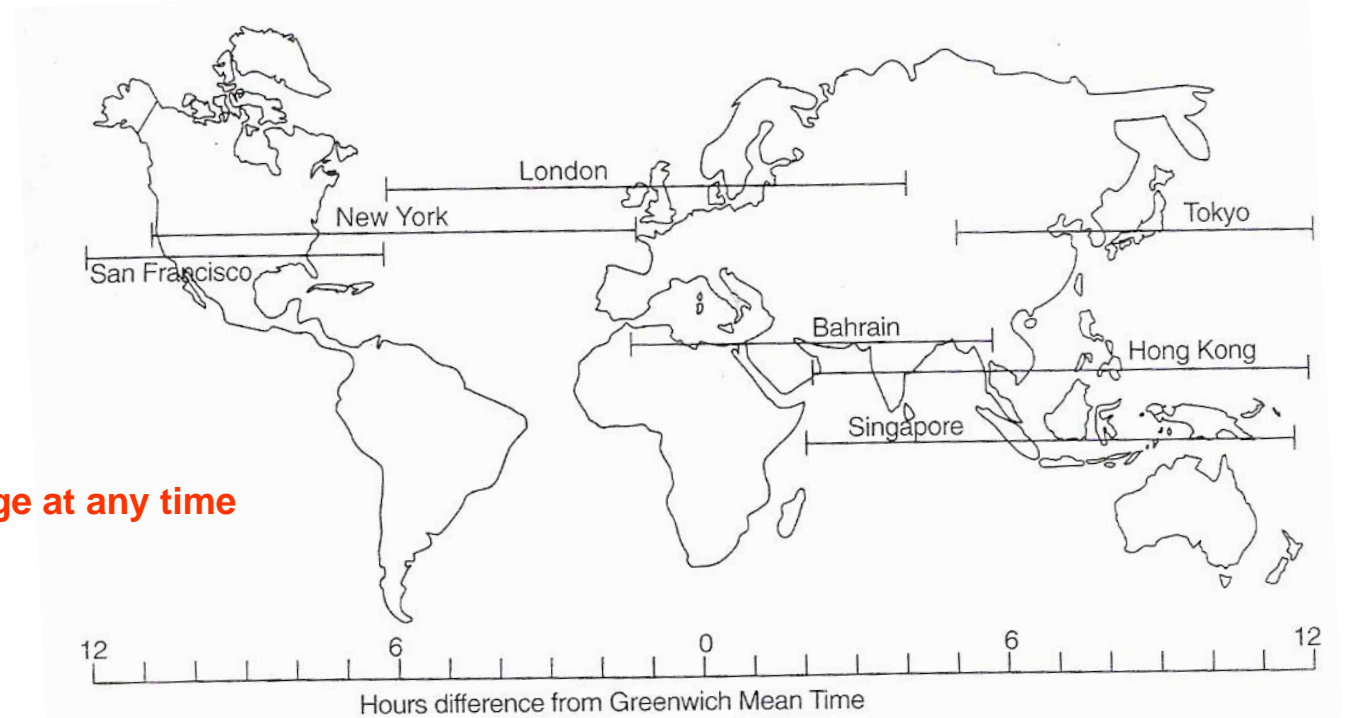 London
New York
Tokyo
San Francisco
Bahrain
Hong Kong
Singapore
at any time
12 6 0 6 12
Hours difference from Greenwich Mean Time